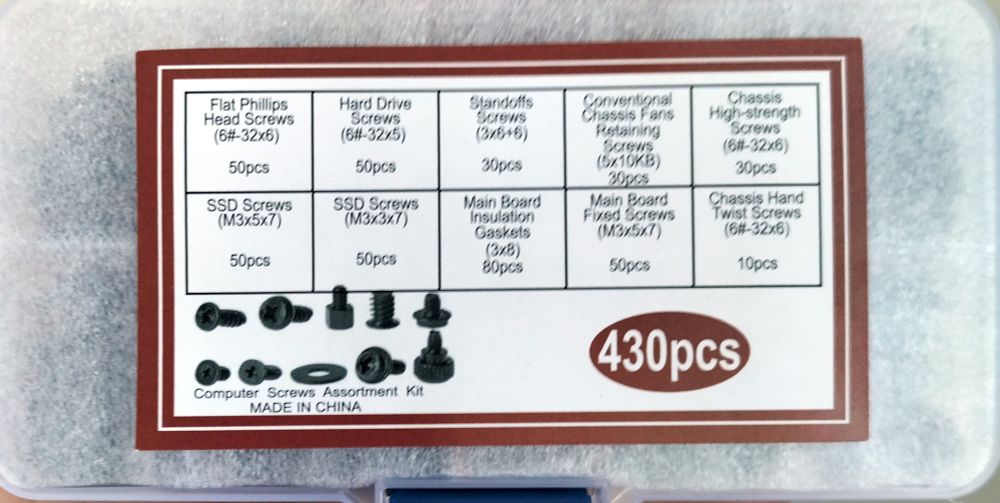 Flat Phillips
Head Screws
(6#-32x6)
50pcs
Hard Drive
Screws
(6#-32x5)
50pcs
Standoffs
Screws
(3x6+6)
30pcs
Conventional
Chassis Fans
Retaining
Screws
(5x10KB)
30pcs
Chassis
High-strength
Screws
(6#-32x6)
30pcs
SSD Screws
(M3x5x7)
50pcs
SSD Screws
(M3x3x7)
50pcs
Main Board
Insulation
Gaskets
(3x8)
80pcs
Main Board
Fixed Screws
(M3x5x7)
50pcs
Chassis Hand
Twist Screws
(6#-32x6)
10pcs
430pcs
Computer Screws Assortment Kit
MADE IN CHINA